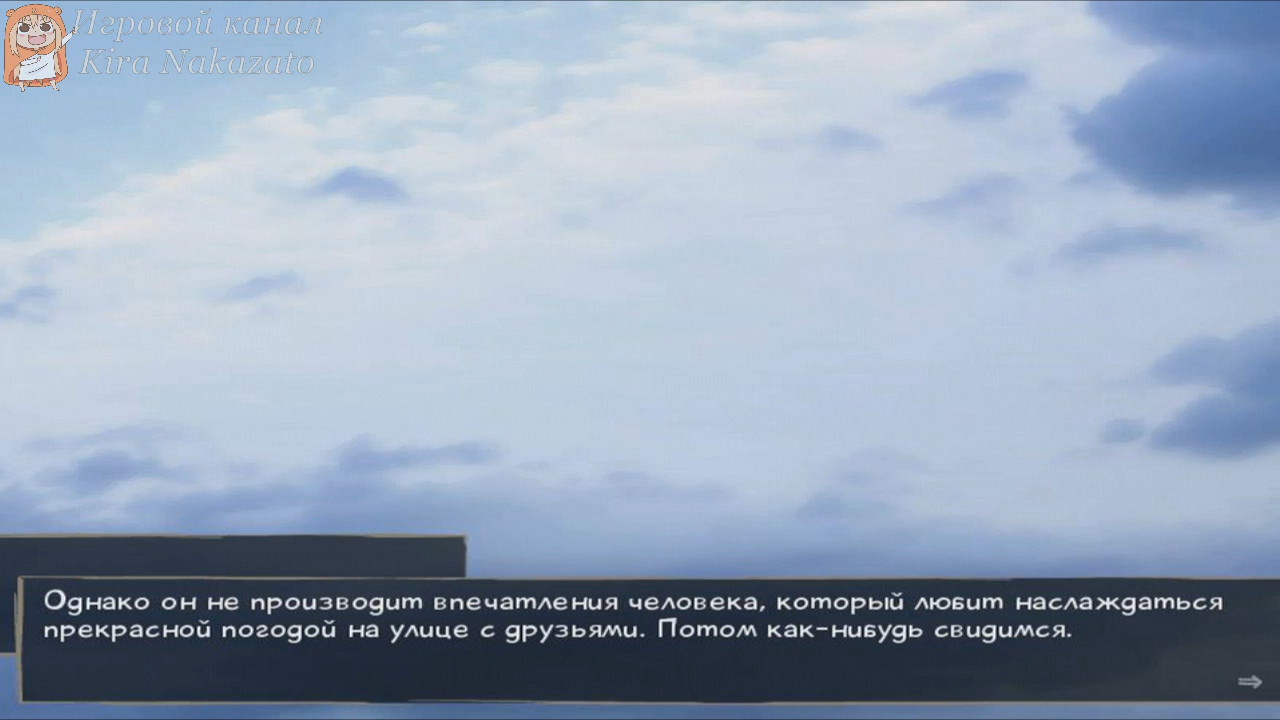 Игровой канал
Kira Nakazato
Однако он не производит впечатления человека, который любит наслаждаться
прекрасной погодой на улице с друзьями. Потом как-нибудь свидимся.